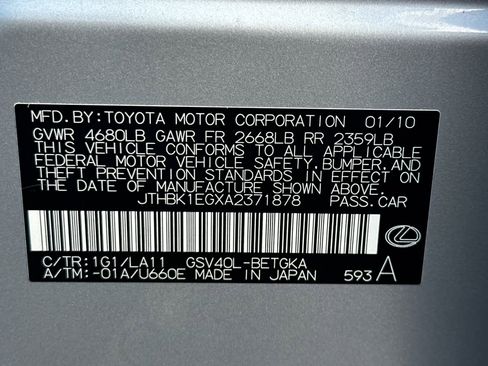 MFD.BY:TOYOTA MOTOR CORPORATION 01/10
GVWR 4680LB GAWR FR 2668LB RR 2359LB
THIS VEHICLE CONFORMS TO ALL APPLICABLE
FEDERAL MOTOR VEHICLE SAFETY,BUMPER,AND
THEFT PREVENTION STANDARDS IN EFFECT ON
THE DATE OF MANUFACTURE SHOWN ABOVE.
JTHBK1EGXA2371878 PASS.CAR
C/TR:1G1/LA11 GSV40L-BETGKA
A/TM:-01A/U660E MADE IN JAPAN 593 A